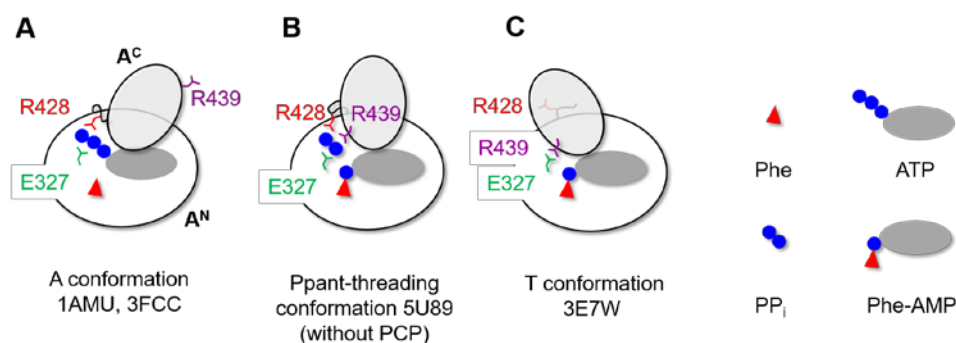 A
A^C
R428
R439
E327
A^N
A conformation
1AMU, 3FCC
B
R428
R439
E327
Ppant-threading
conformation 5U89
(without PCP)
C
R428
R439
E327
T conformation
3E7W
Phe
ATP
PP_i
Phe-AMP